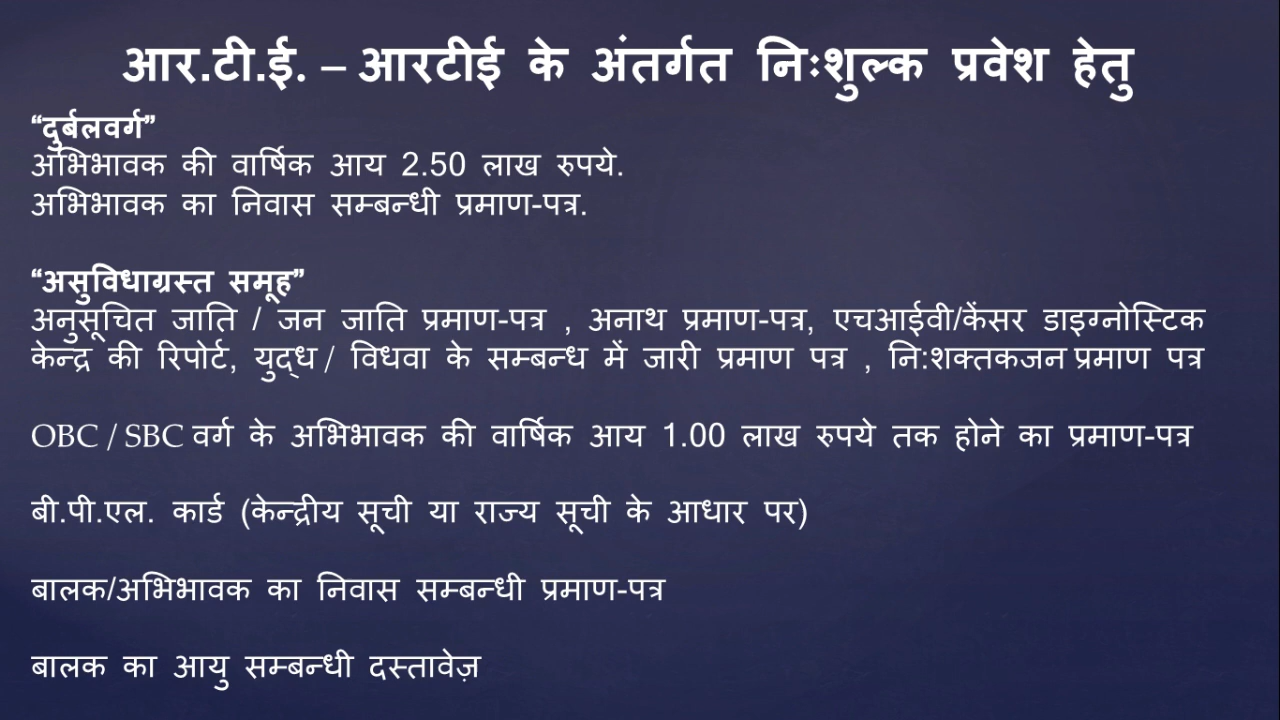 आर.टी.ई. – आरटीई के अंतर्गत निःशुल्क प्रवेश हेतु
“दुर्बलवर्ग”
अभिभावक की वार्षिक आय 2.50 लाख रुपये.
अभिभावक का निवास सम्बन्धी प्रमाण-पत्र.
“असुविधाग्रस्त समूह”
अनुसूचित जाति / जन जाति प्रमाण-पत्र , अनाथ प्रमाण-पत्र, एचआईवी/केंसर डाइग्नोस्टिक
केन्द्र की रिपोर्ट, युद्ध / विधवा के सम्बन्ध में जारी प्रमाण पत्र , नि:शक्तकजन प्रमाण पत्र
OBC / SBC वर्ग के अभिभावक की वार्षिक आय 1.00 लाख रुपये तक होने का प्रमाण-पत्र
बी.पी.एल. कार्ड (केन्द्रीय सूची या राज्य सूची के आधार पर)
बालक/अभिभावक का निवास सम्बन्धी प्रमाण-पत्र
बालक का आयु सम्बन्धी दस्तावेज़